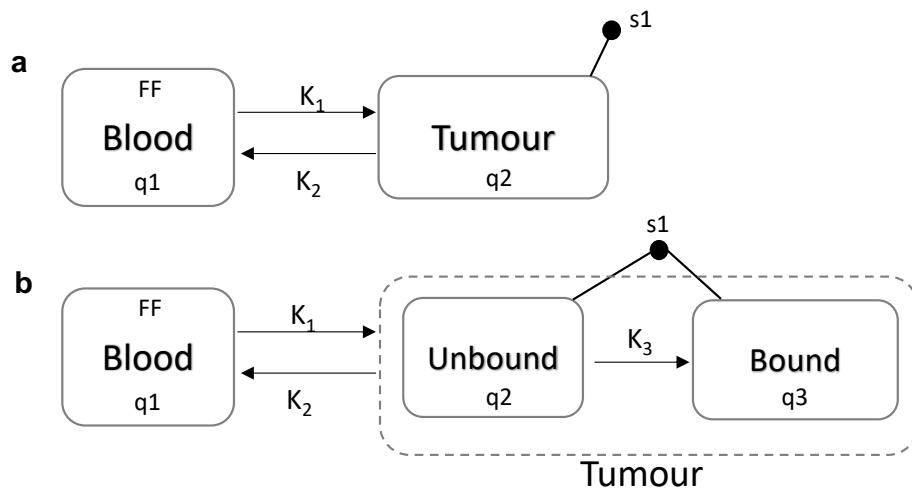 s1
a
FF
Blood
q1
K₁
K₂
Tumour
q2
s1
b
FF
Blood
q1
K₁
K₂
Unbound
q2
K₃
Bound
q3
Tumour